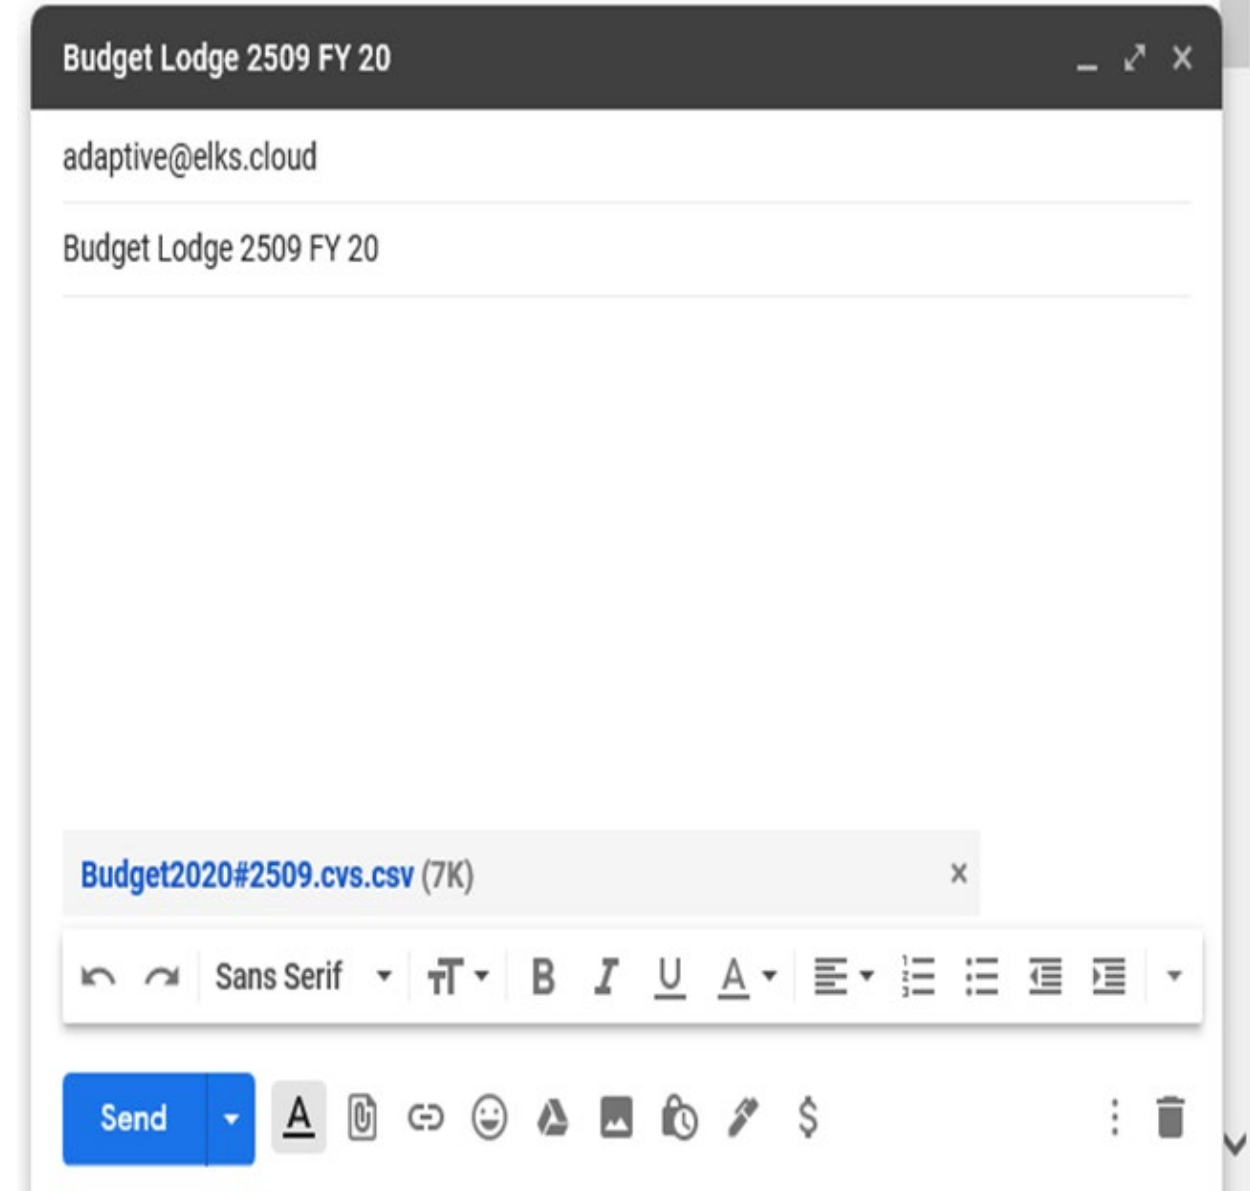 Budget Lodge 2509 FY 20
adaptive@elks.cloud
Budget Lodge 2509 FY 20
Budget2020#2509.cvs.csv (7K)
Sans Serif
Send